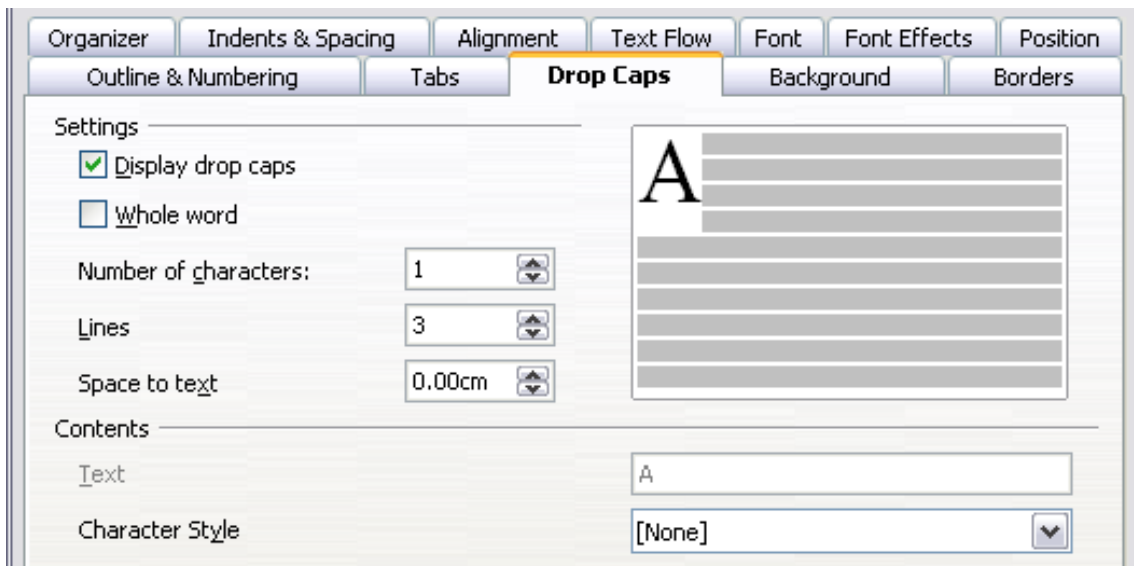 Organizer Indents & Spacing Alignment Text Flow Font Font Effects Position
Outline & Numbering Tabs Drop Caps Background Borders
Settings
Display drop caps
Whole word
Number of characters: 1
Lines 3
Space to text 0.00cm
A
Contents
Text A
Character Style [None]